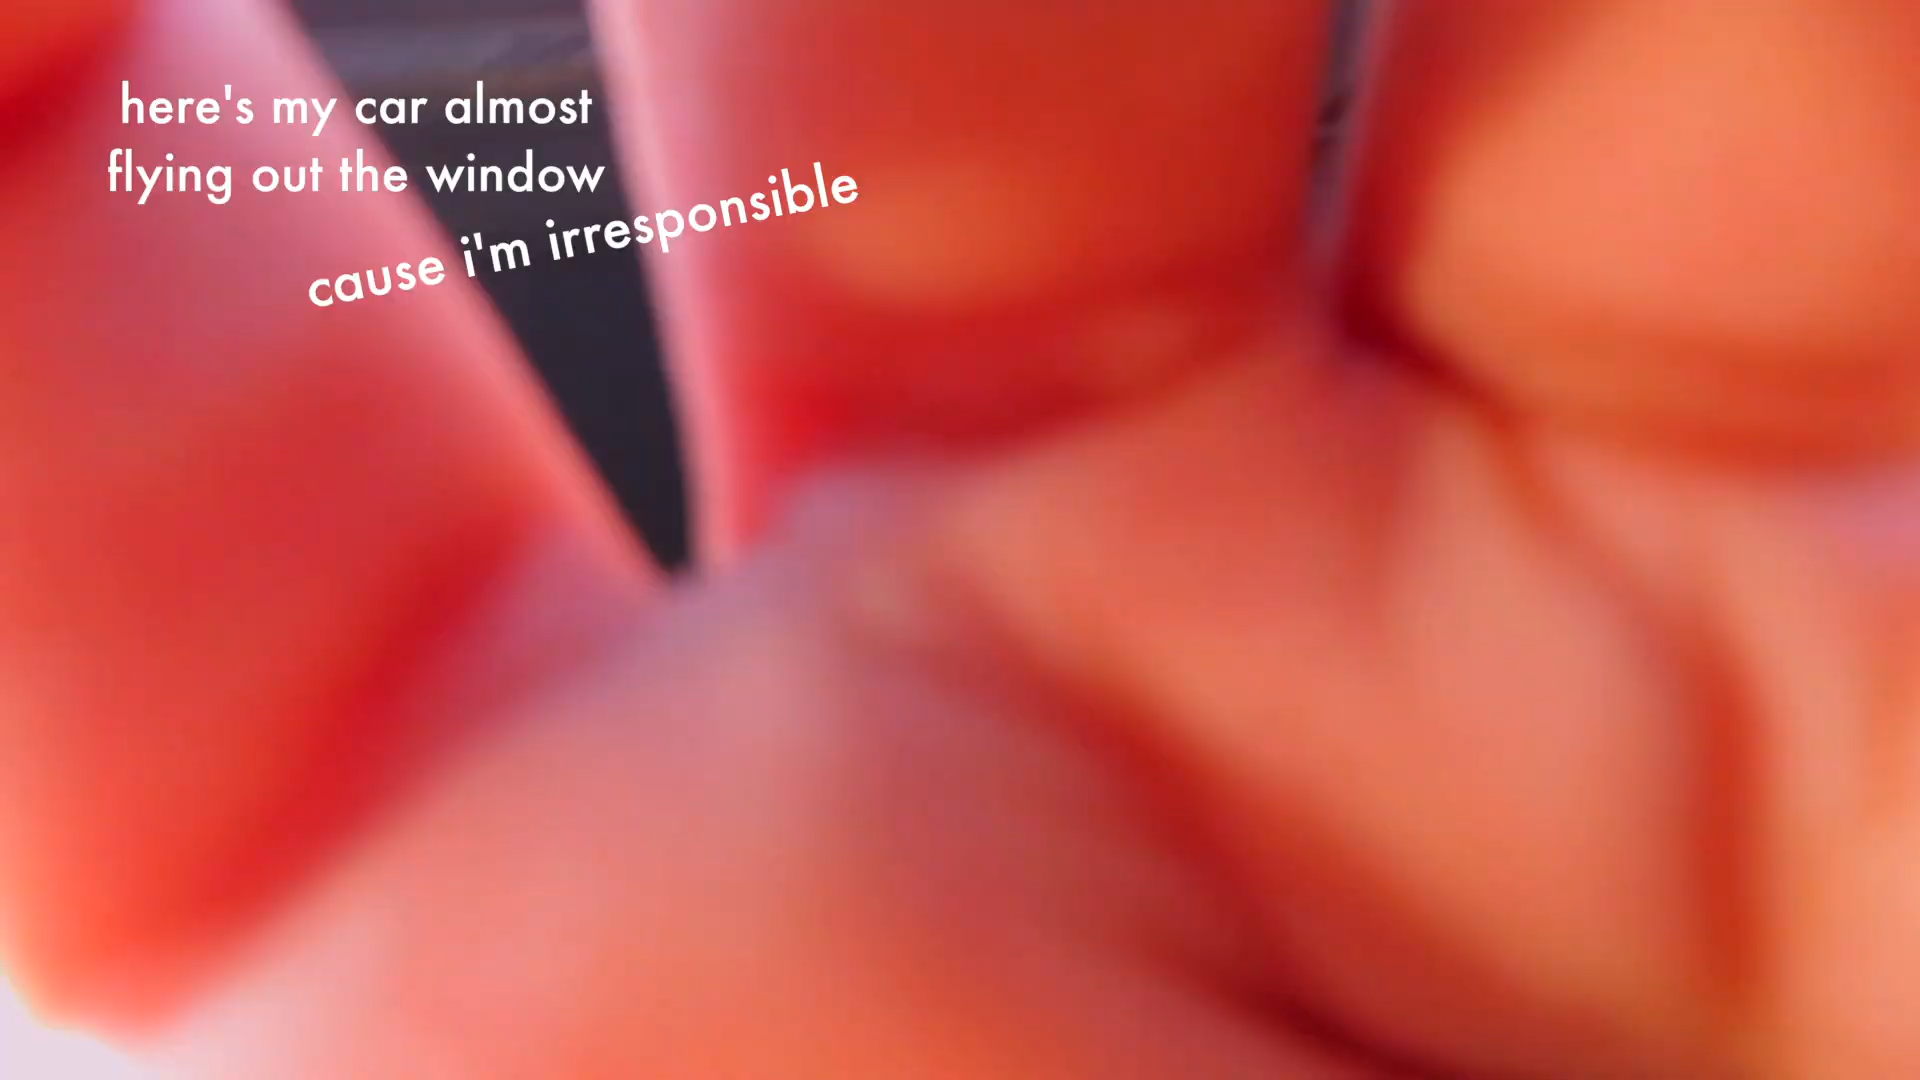 here's my car almost
flying out the window
cause i'm irresponsible